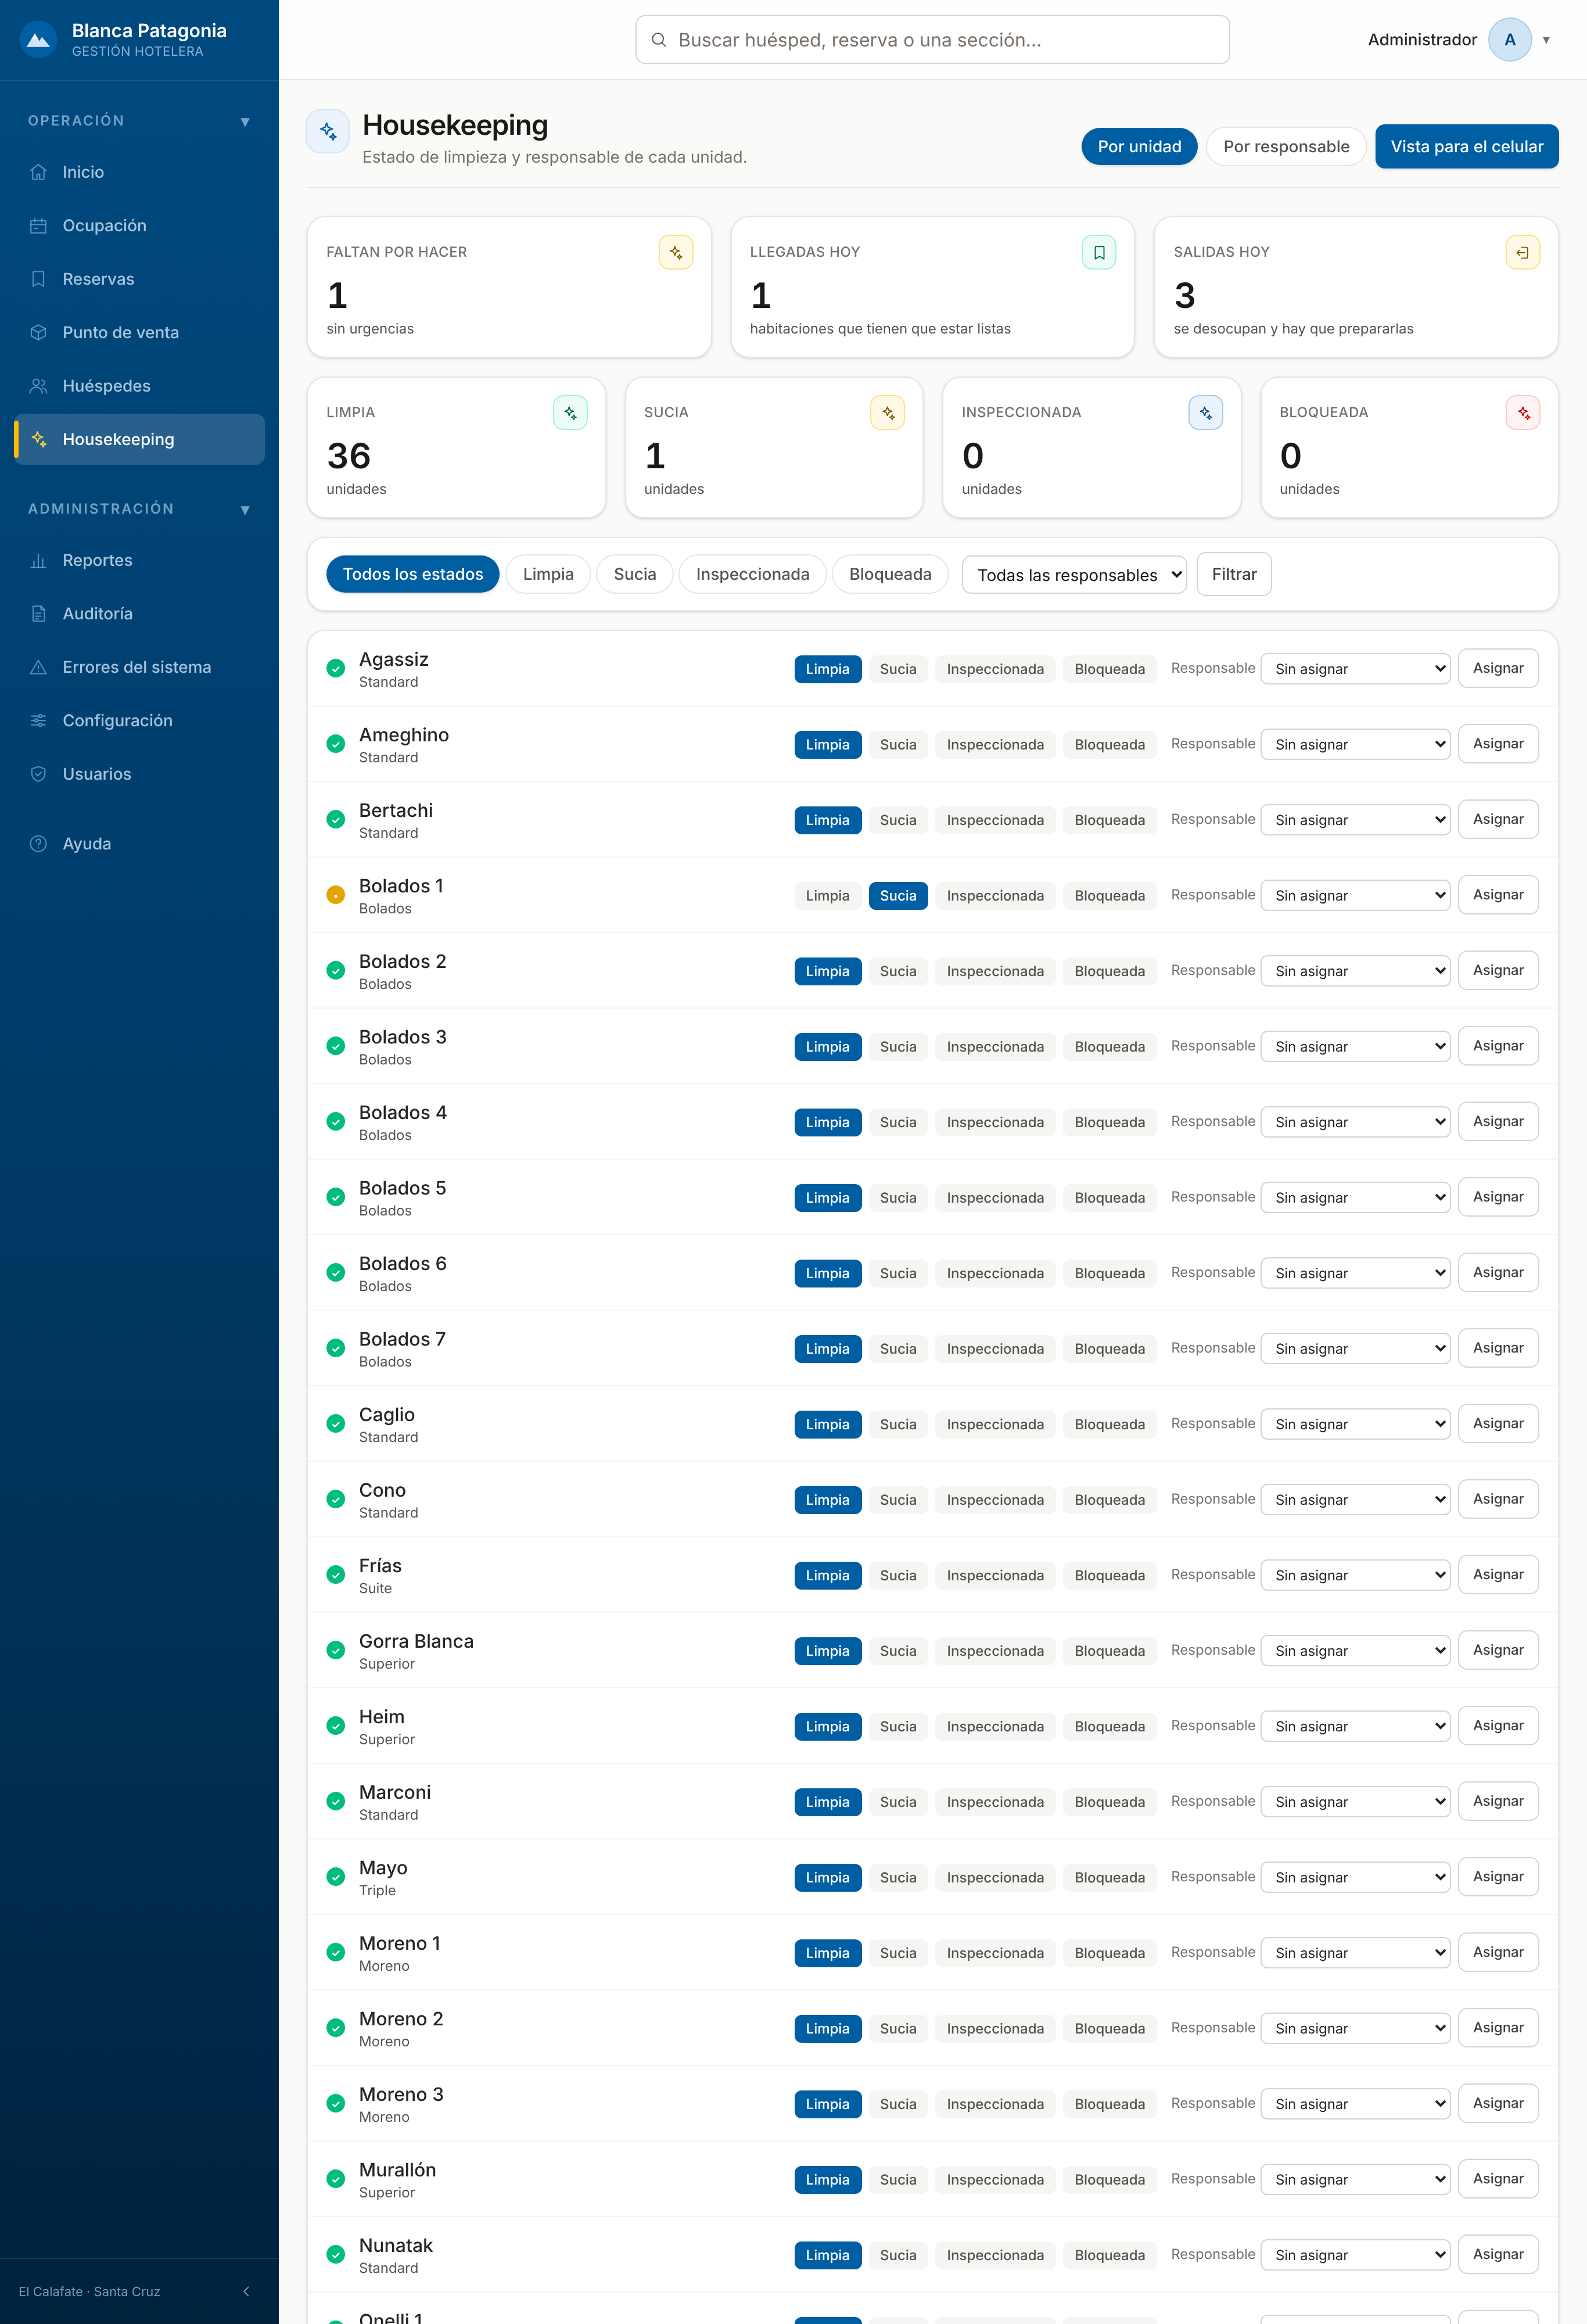 Blanca Patagonia
GESTIÓN HOTELERA
Buscar huésped, reserva o una sección...
Administrador A ▼
OPERACIÓN ▼
Inicio
Ocupación
Reservas
Punto de venta
Huéspedes
Housekeeping
ADMINISTRACIÓN ▼
Reportes
Auditoría
Errores del sistema
Configuración
Usuarios
Ayuda
El Calafate · Santa Cruz
Housekeeping
Estado de limpieza y responsable de cada unidad.
Por unidad Por responsable Vista para el celular
FALTAN POR HACER
1
sin urgencias
LLEGADAS HOY
1
habitaciones que tienen que estar listas
SALIDAS HOY
3
se desocupan y hay que prepararlas
LIMPIA
36
unidades
SUCIA
1
unidades
INSPECCIONADA
0
unidades
BLOQUEADA
0
unidades
Todos los estados Limpia Sucia Inspeccionada Bloqueada Todas las responsables Filtrar
Agassiz
Standard
Limpia Sucia Inspeccionada Bloqueada Responsable Sin asignar Asignar
Ameghino
Standard
Limpia Sucia Inspeccionada Bloqueada Responsable Sin asignar Asignar
Bertachi
Standard
Limpia Sucia Inspeccionada Bloqueada Responsable Sin asignar Asignar
Bolados 1
Bolados
Limpia Sucia Inspeccionada Bloqueada Responsable Sin asignar Asignar
Bolados 2
Bolados
Limpia Sucia Inspeccionada Bloqueada Responsable Sin asignar Asignar
Bolados 3
Bolados
Limpia Sucia Inspeccionada Bloqueada Responsable Sin asignar Asignar
Bolados 4
Bolados
Limpia Sucia Inspeccionada Bloqueada Responsable Sin asignar Asignar
Bolados 5
Bolados
Limpia Sucia Inspeccionada Bloqueada Responsable Sin asignar Asignar
Bolados 6
Bolados
Limpia Sucia Inspeccionada Bloqueada Responsable Sin asignar Asignar
Bolados 7
Bolados
Limpia Sucia Inspeccionada Bloqueada Responsable Sin asignar Asignar
Caglio
Standard
Limpia Sucia Inspeccionada Bloqueada Responsable Sin asignar Asignar
Cono
Standard
Limpia Sucia Inspeccionada Bloqueada Responsable Sin asignar Asignar
Frías
Suite
Limpia Sucia Inspeccionada Bloqueada Responsable Sin asignar Asignar
Gorra Blanca
Superior
Limpia Sucia Inspeccionada Bloqueada Responsable Sin asignar Asignar
Heim
Superior
Limpia Sucia Inspeccionada Bloqueada Responsable Sin asignar Asignar
Marconi
Standard
Limpia Sucia Inspeccionada Bloqueada Responsable Sin asignar Asignar
Mayo
Triple
Limpia Sucia Inspeccionada Bloqueada Responsable Sin asignar Asignar
Moreno 1
Moreno
Limpia Sucia Inspeccionada Bloqueada Responsable Sin asignar Asignar
Moreno 2
Moreno
Limpia Sucia Inspeccionada Bloqueada Responsable Sin asignar Asignar
Moreno 3
Moreno
Limpia Sucia Inspeccionada Bloqueada Responsable Sin asignar Asignar
Murallón
Superior
Limpia Sucia Inspeccionada Bloqueada Responsable Sin asignar Asignar
Nunatak
Standard
Limpia Sucia Inspeccionada Bloqueada Responsable Sin asignar Asignar
Onelli 1